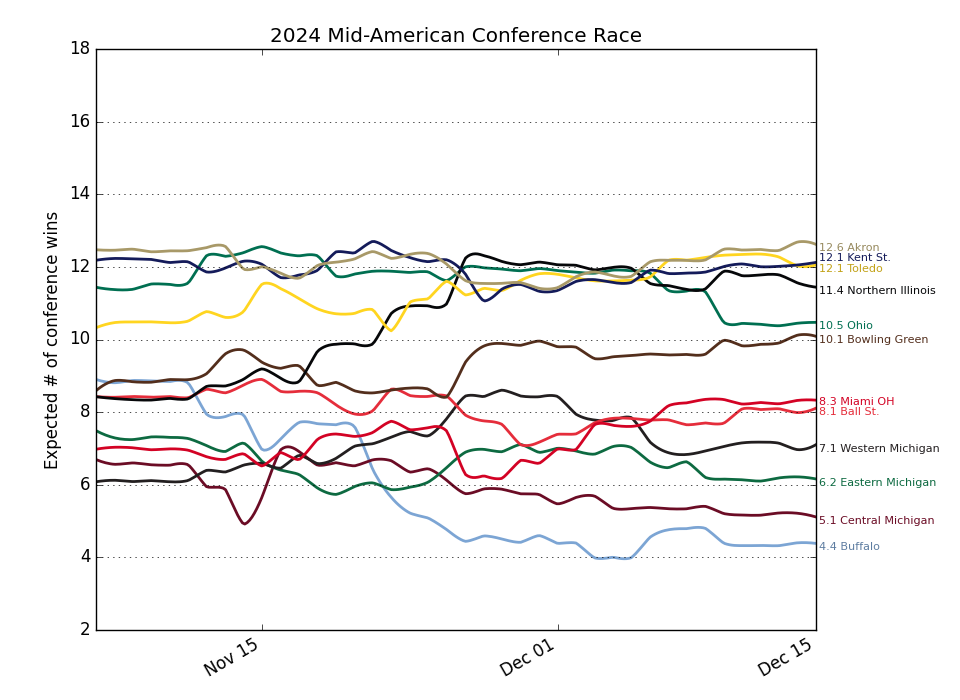 2024 Mid-American Conference Race
Expected # of conference wins
18
16
14
12
10
8
6
4
2
12.6 Akron
12.1 Kent St.
12.1 Toledo
11.4 Northern Illinois
10.5 Ohio
10.1 Bowling Green
8.3 Miami OH
8.1 Ball St.
7.1 Western Michigan
6.2 Eastern Michigan
5.1 Central Michigan
4.4 Buffalo
Nov 15
Dec 01
Dec 15